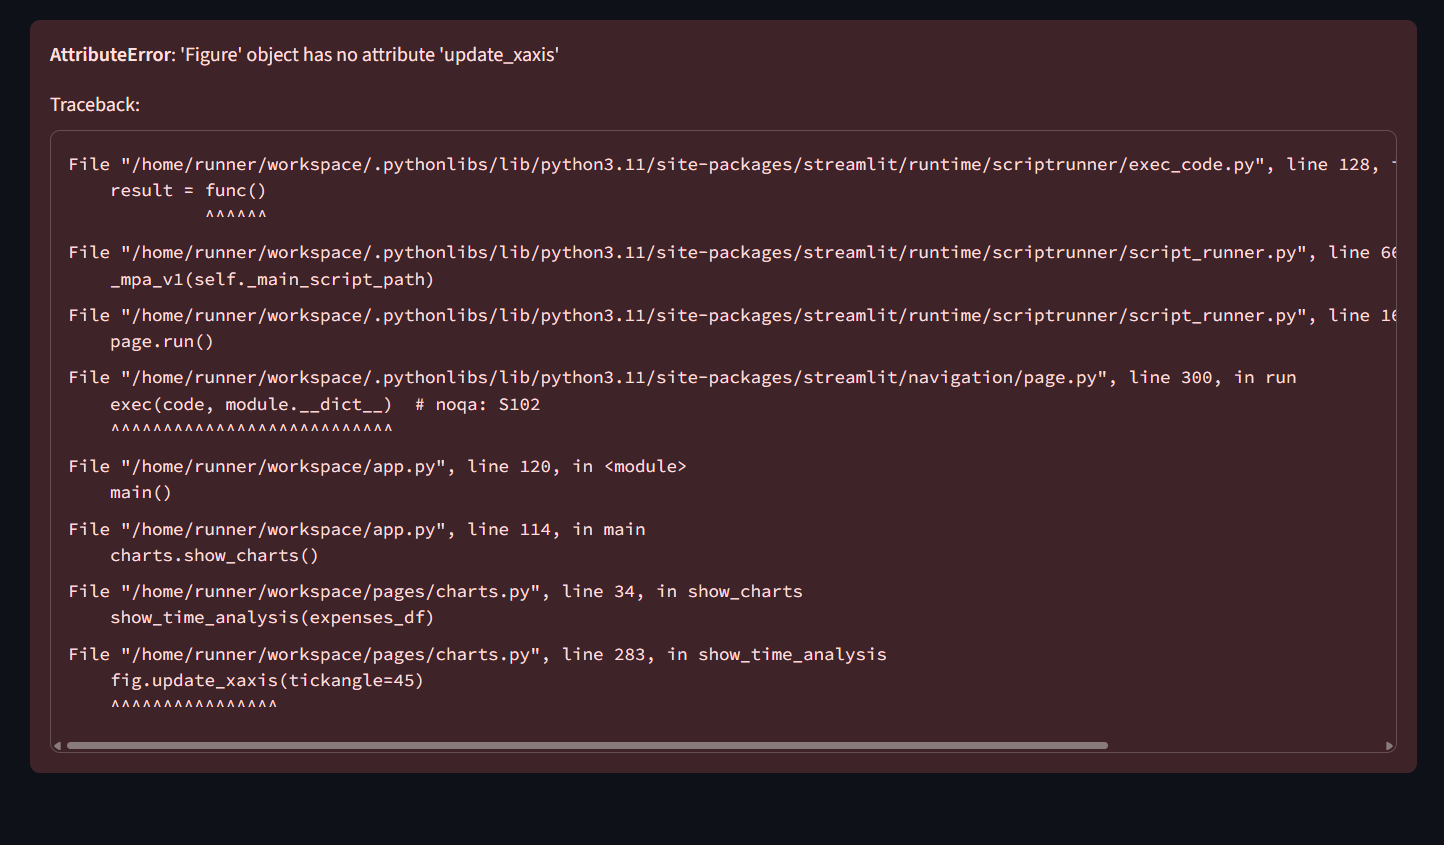 AttributeError: 'Figure' object has no attribute 'update_xaxis'
Traceback:
File "/home/runner/workspace/.pythonlibs/lib/python3.11/site-packages/streamlit/runtime/scriptrunner/exec_code.py", line 128,
    result = func()
             ^^^^^^
File "/home/runner/workspace/.pythonlibs/lib/python3.11/site-packages/streamlit/runtime/scriptrunner/script_runner.py", line
    _mpa_v1(self._main_script_path)
File "/home/runner/workspace/.pythonlibs/lib/python3.11/site-packages/streamlit/runtime/scriptrunner/script_runner.py", line
    page.run()
File "/home/runner/workspace/.pythonlibs/lib/python3.11/site-packages/streamlit/navigation/page.py", line 300, in run
    exec(code, module.__dict__)  # noqa: S102
    ^^^^^^^^^^^^^^^^^^^^^^^^^^^
File "/home/runner/workspace/app.py", line 120, in <module>
    main()
File "/home/runner/workspace/app.py", line 114, in main
    charts.show_charts()
File "/home/runner/workspace/pages/charts.py", line 34, in show_charts
    show_time_analysis(expenses_df)
File "/home/runner/workspace/pages/charts.py", line 283, in show_time_analysis
    fig.update_xaxis(tickangle=45)
    ^^^^^^^^^^^^^^^^